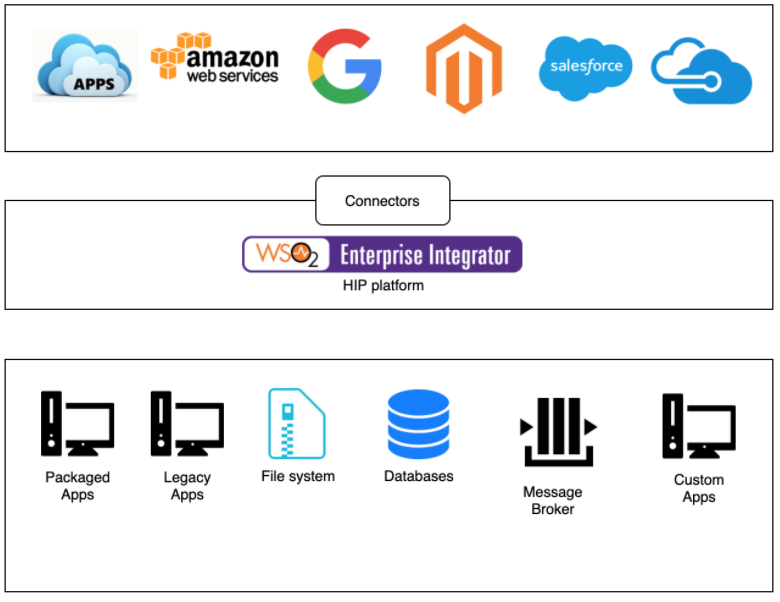 APPS
amazon
web services
salesforce
Connectors
WSO2 Enterprise Integrator
HIP platform
Packaged
Apps
Legacy
Apps
File system
Databases
Message
Broker
Custom
Apps